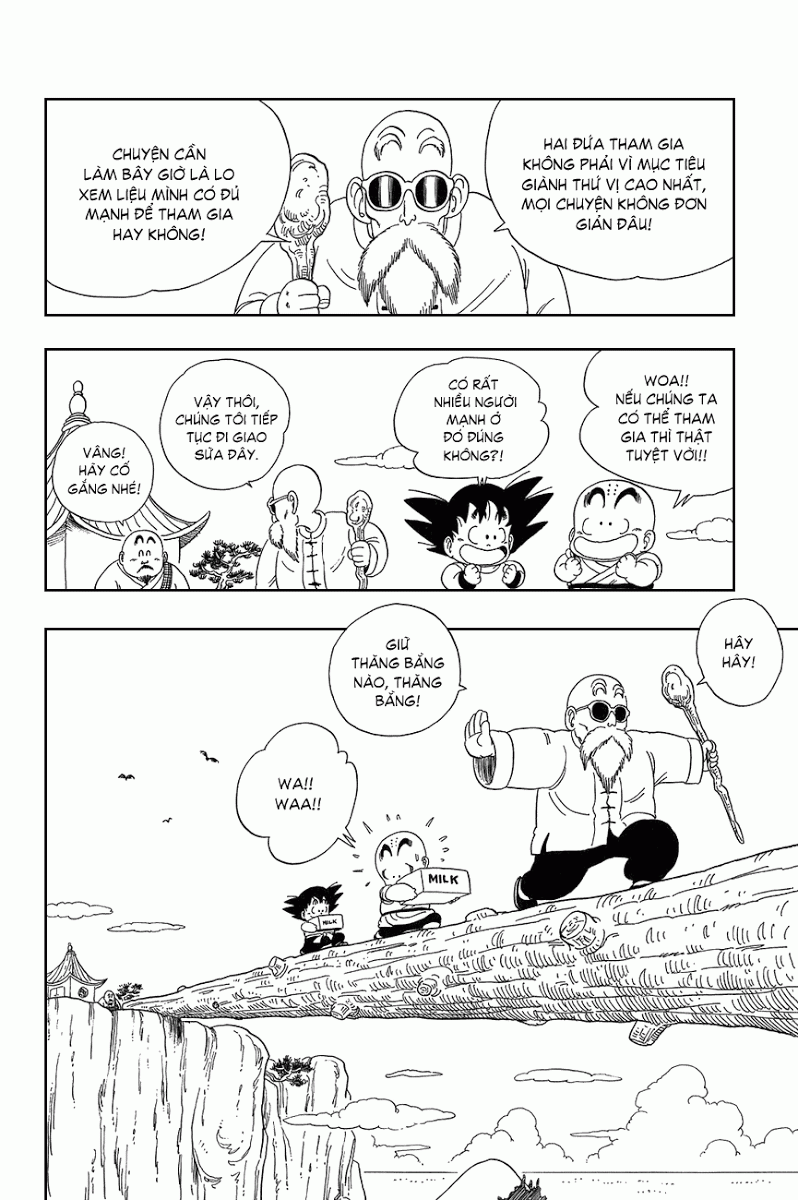 HAI ĐỨA THAM GIA
KHÔNG PHẢI VÌ MỤC TIÊU
GIÀNH THỨ VỊ CAO NHẤT,
MỌI CHUYỆN KHÔNG ĐƠN
GIẢN ĐÂU!
CHUYỆN CẦN
LÀM BÂY GIỜ LÀ LO
XEM LIỆU MÌNH CÓ ĐỦ
MẠNH ĐỂ THAM GIA
HAY KHÔNG!
WOA!!
NẾU CHÚNG TA
CÓ THỂ THAM
GIA THÌ THẬT
TUYỆT VỜI!!
CÓ RẤT
NHIỀU NGƯỜI
MẠNH Ở
ĐÓ ĐÚNG
KHÔNG?!
VẬY THÔI,
CHÚNG TÔI TIẾP
TỤC ĐI GIAO
SỮA ĐÂY.
VÂNG!
HÃY CỐ
GẮNG NHÉ!
HÂY
HÂY!
GIỮ
THĂNG BẰNG
NÀO, THĂNG
BẰNG!
WA!!
WAA!!
MILK
MILK